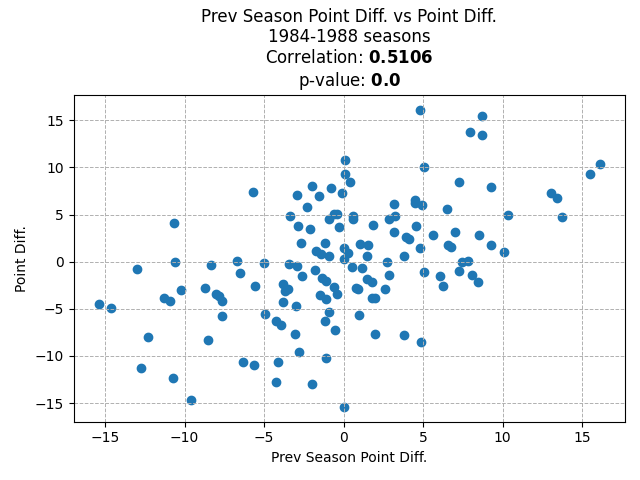 Prev Season Point Diff. vs Point Diff.
1984-1988 seasons
Correlation: 0.5106
p-value: 0.0
15
10
5
0
−5
−10
−15
Point Diff.
−15 −10 −5 0 5 10 15
Prev Season Point Diff.